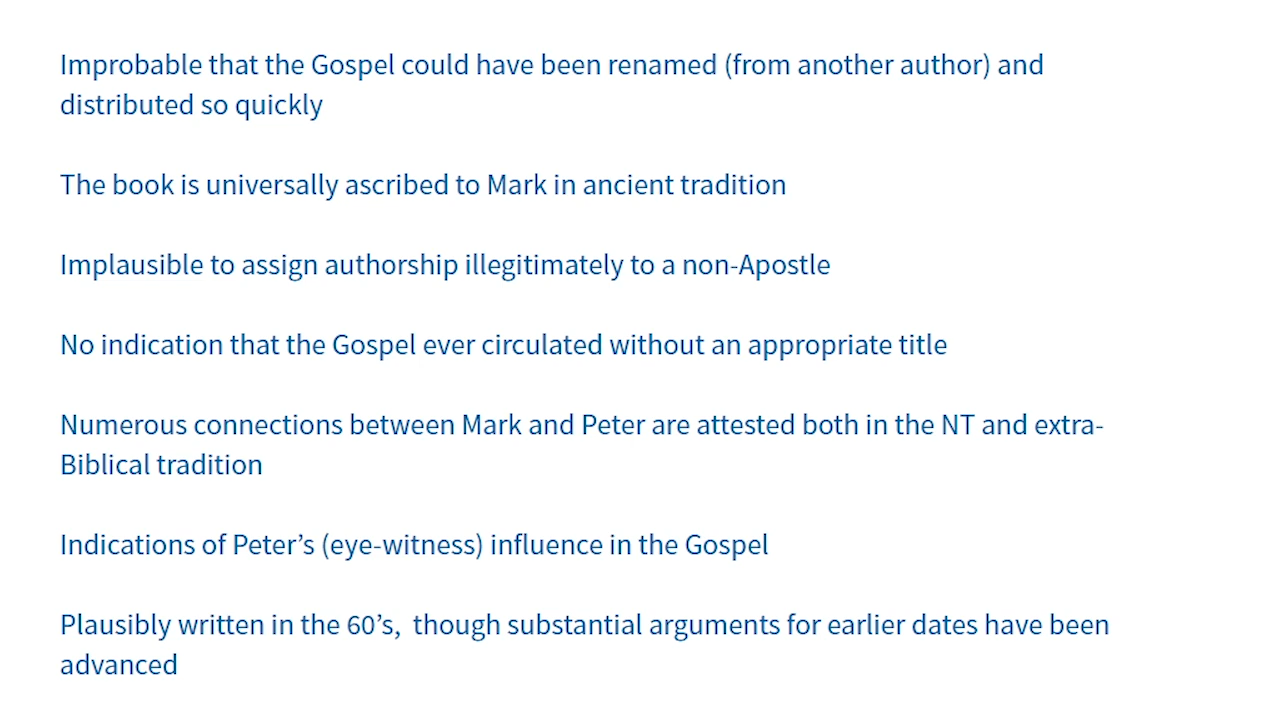 Improbable that the Gospel could have been renamed (from another author) and
distributed so quickly
The book is universally ascribed to Mark in ancient tradition
Implausible to assign authorship illegitimately to a non-Apostle
No indication that the Gospel ever circulated without an appropriate title
Numerous connections between Mark and Peter are attested both in the NT and extra-
Biblical tradition
Indications of Peter’s (eye-witness) influence in the Gospel
Plausibly written in the 60’s,  though substantial arguments for earlier dates have been
advanced